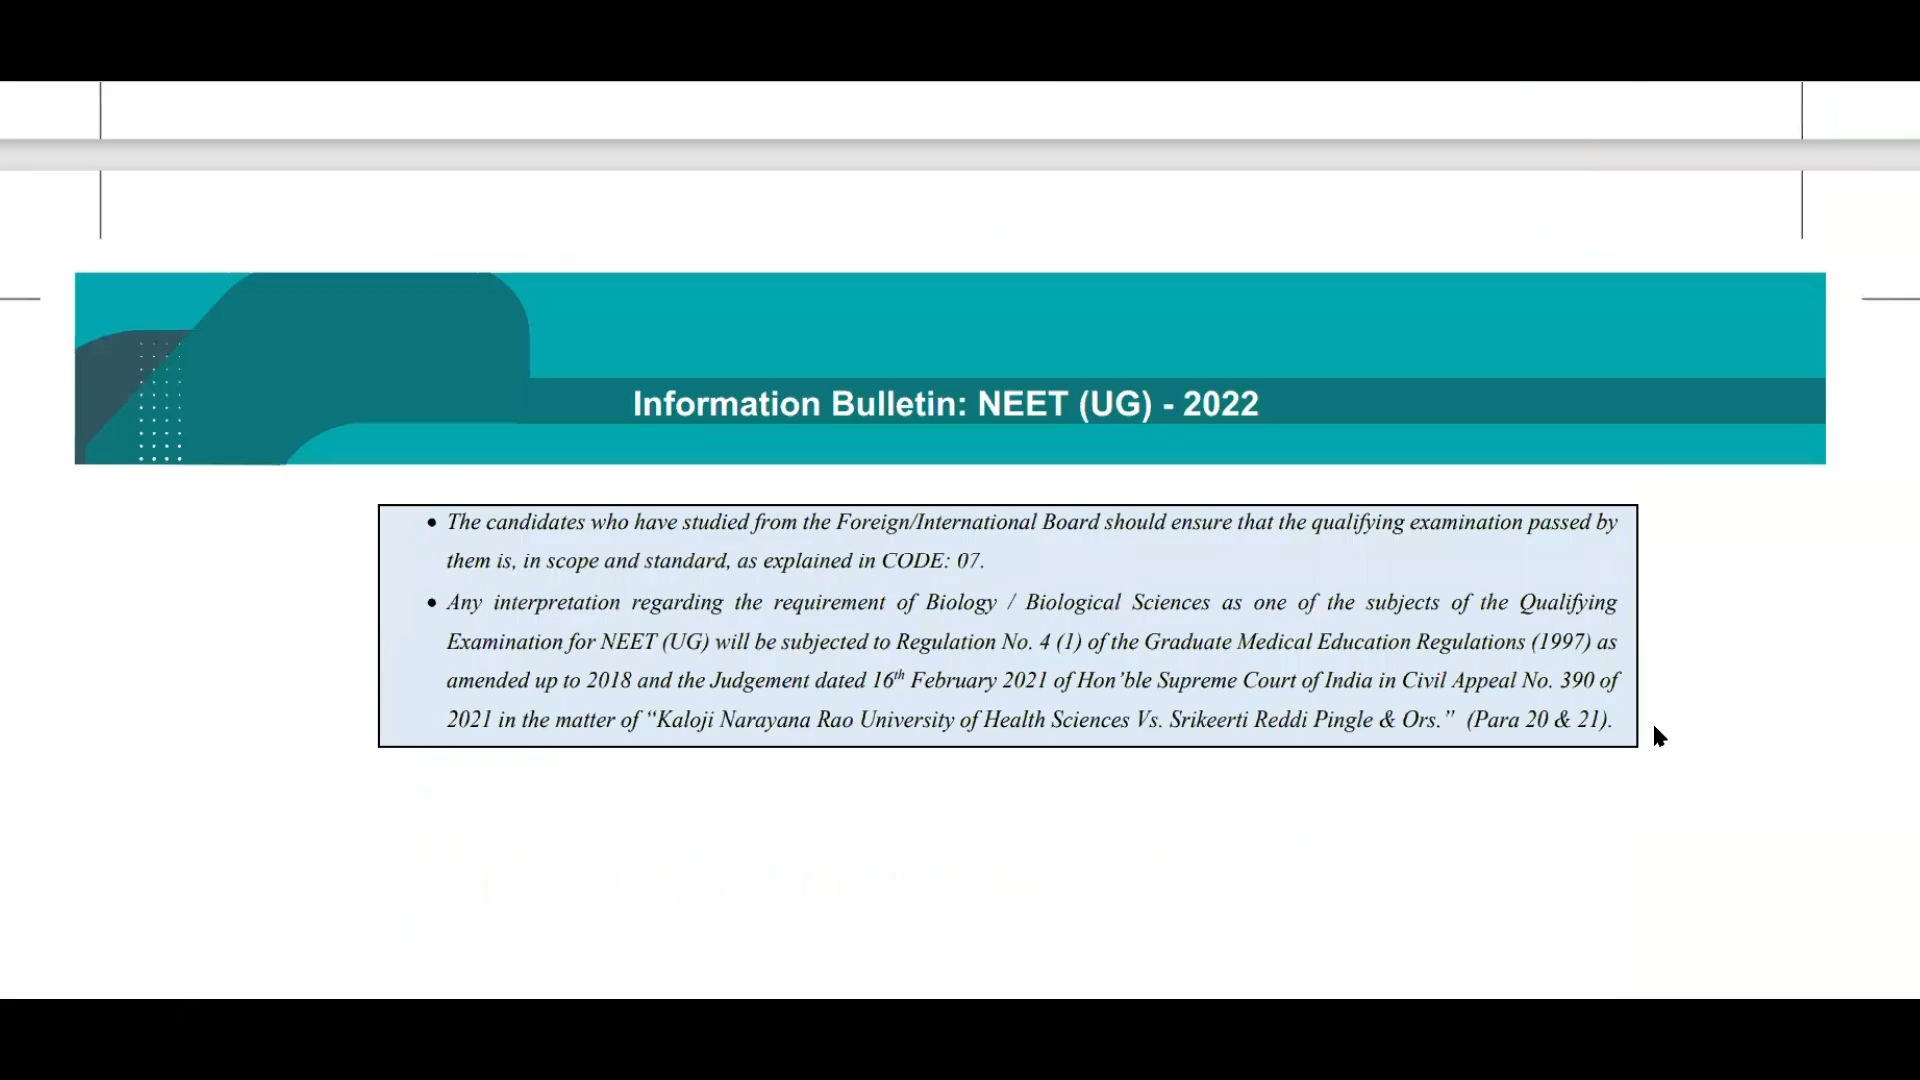 Information Bulletin: NEET (UG) - 2022
• The candidates who have studied from the Foreign/International Board should ensure that the qualifying examination passed by
them is, in scope and standard, as explained in CODE: 07.
• Any interpretation regarding the requirement of Biology / Biological Sciences as one of the subjects of the Qualifying
Examination for NEET (UG) will be subjected to Regulation No. 4 (1) of the Graduate Medical Education Regulations (1997) as
amended up to 2018 and the Judgement dated 16th February 2021 of Hon’ble Supreme Court of India in Civil Appeal No. 390 of
2021 in the matter of “Kaloji Narayana Rao University of Health Sciences Vs. Srikeerti Reddi Pingle & Ors.” (Para 20 & 21).